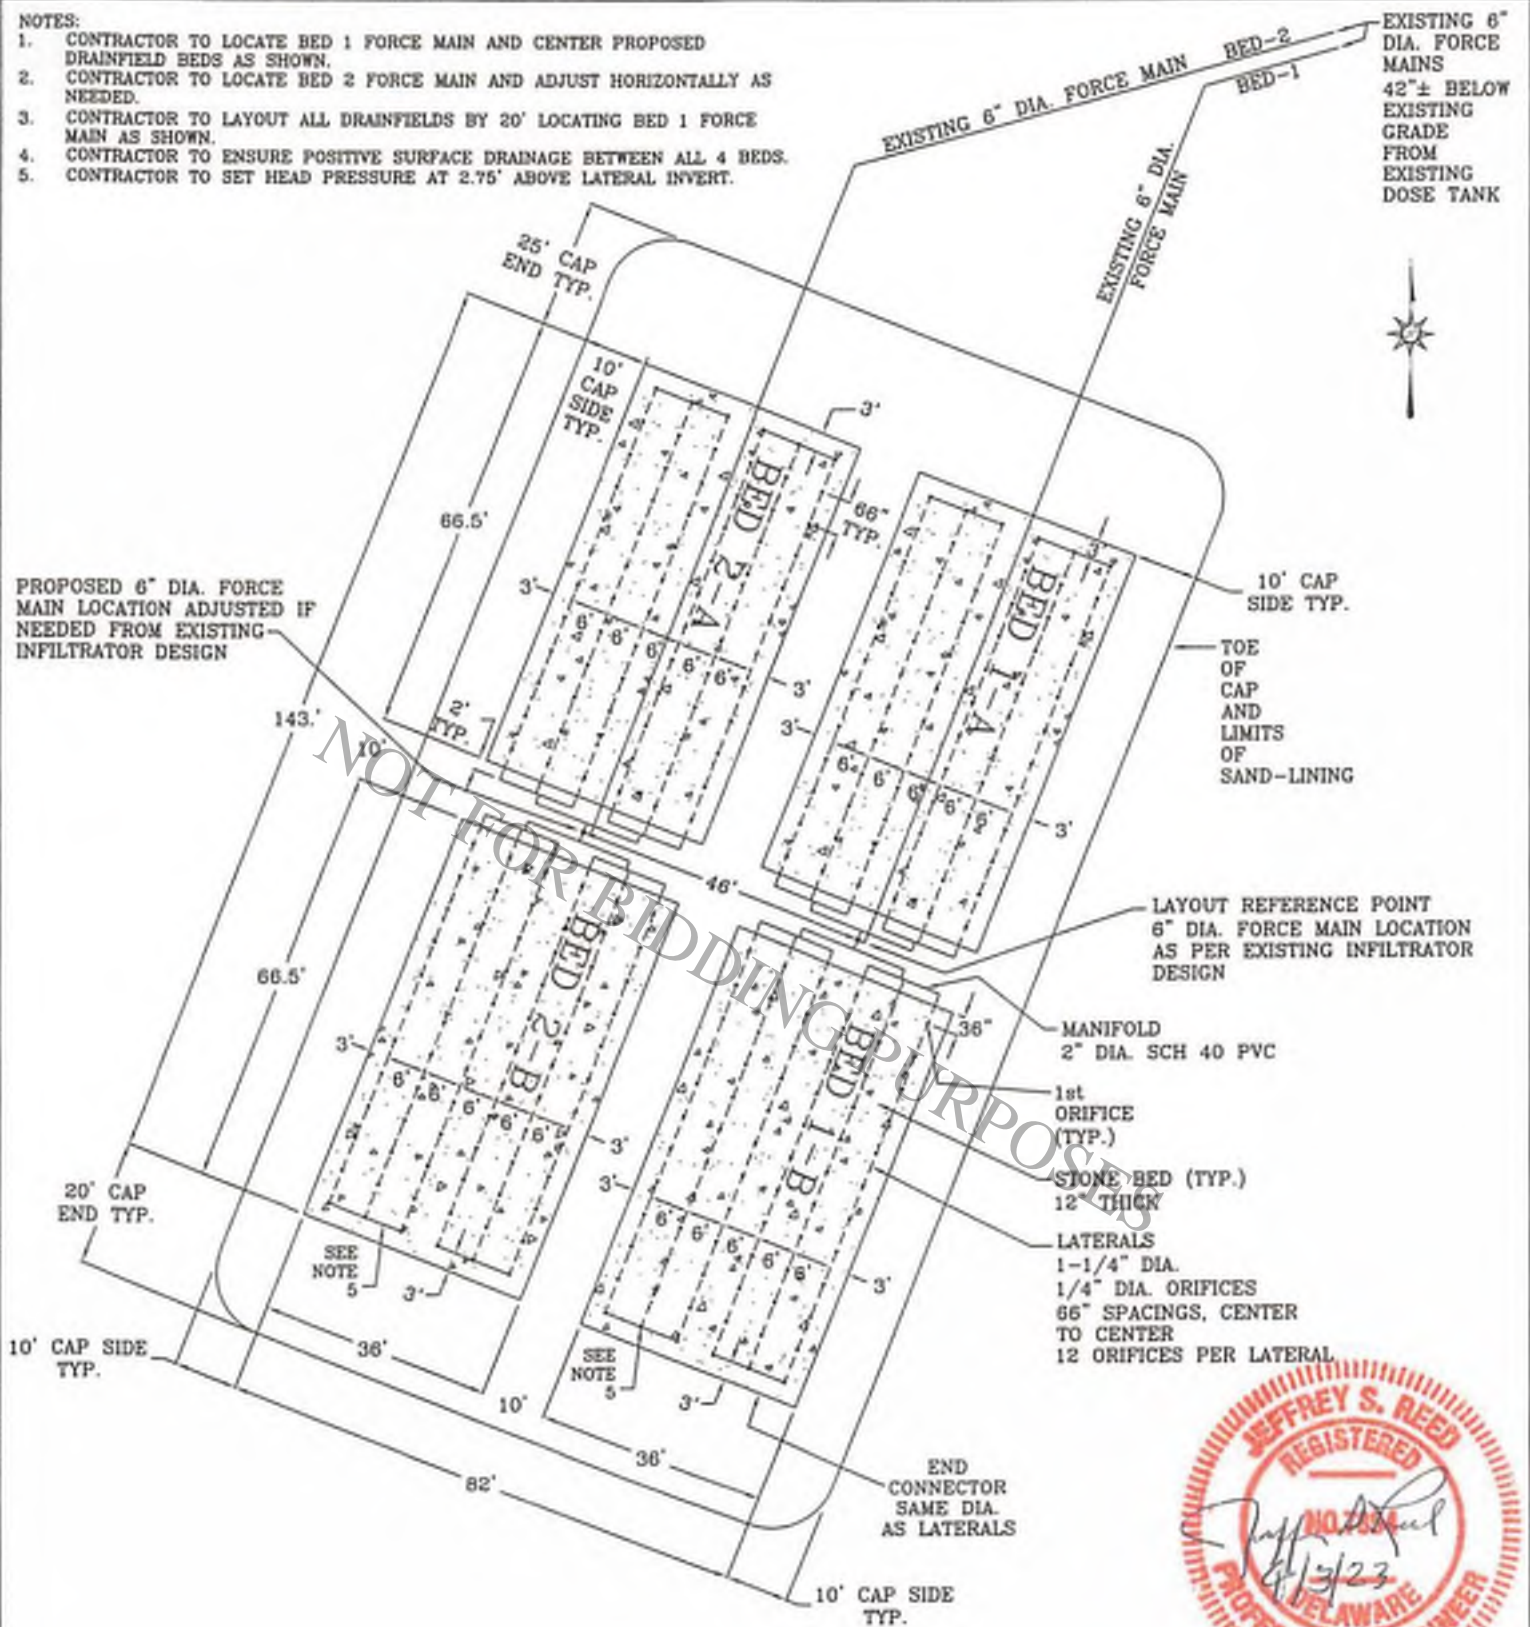 NOTES:
1. CONTRACTOR TO LOCATE BED 1 FORCE MAIN AND CENTER PROPOSED
DRAINFIELD BEDS AS SHOWN.
2. CONTRACTOR TO LOCATE BED 2 FORCE MAIN AND ADJUST HORIZONTALLY AS
NEEDED.
3. CONTRACTOR TO LAYOUT ALL DRAINFIELDS BY 20' LOCATING BED 1 FORCE
MAIN AS SHOWN.
4. CONTRACTOR TO ENSURE POSITIVE SURFACE DRAINAGE BETWEEN ALL 4 BEDS.
5. CONTRACTOR TO SET HEAD PRESSURE AT 2.75' ABOVE LATERAL INVERT.
EXISTING 6"
DIA. FORCE
MAINS
42"± BELOW
EXISTING
GRADE
FROM
EXISTING
DOSE TANK
EXISTING 6" DIA. FORCE MAIN BED-2
BED-1
EXISTING 6" DIA.
FORCE MAIN
25' CAP
END TYP.
10'
CAP
SIDE
TYP.
3'
66"
TYP.
BED 2-A
66.5'
3'
6' 6' 6' 6' 6'
3'
2'
TYP.
3'
BED 1-A
3'
6' 6' 6' 6' 6'
3'
10' CAP
SIDE TYP.
TOE
OF
CAP
AND
LIMITS
OF
SAND-LINING
PROPOSED 6" DIA. FORCE
MAIN LOCATION ADJUSTED IF
NEEDED FROM EXISTING
INFILTRATOR DESIGN
143.'
10'
46'
NOT FOR BIDDING PURPOSES
LAYOUT REFERENCE POINT
6" DIA. FORCE MAIN LOCATION
AS PER EXISTING INFILTRATOR
DESIGN
66.5'
BED 2-B
3'
6' 6' 6' 6' 6'
3'
BED 1-B
36"
3'
6' 6' 6' 6' 6'
3'
MANIFOLD
2" DIA. SCH 40 PVC
1st
ORIFICE
(TYP.)
STONE BED (TYP.)
12" THICK
LATERALS
1-1/4" DIA.
1/4" DIA. ORIFICES
66" SPACINGS, CENTER
TO CENTER
12 ORIFICES PER LATERAL
20' CAP
END TYP.
SEE
NOTE
5
3'
SEE
NOTE
5
3'
10' CAP SIDE
TYP.
36'
10'
36'
82'
END
CONNECTOR
SAME DIA.
AS LATERALS
10' CAP SIDE
TYP.
JEFFREY S. REED
REGISTERED
4/3/23
DELAWARE